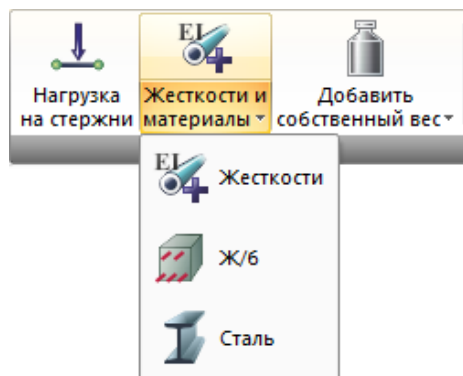 EI
Нагрузка
на стержни
Жесткости и
материалы
Добавить
собственный вес
EI
Жесткости
Ж/б
Сталь